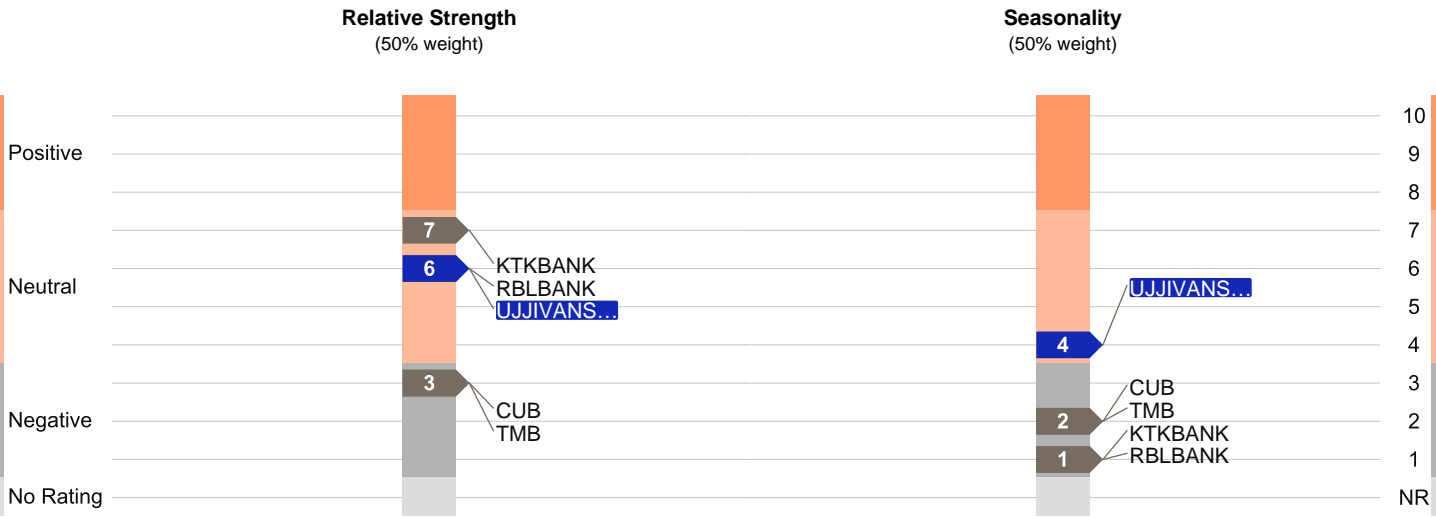 Relative Strength
(50% weight)
Seasonality
(50% weight)
Positive
Neutral
Negative
No Rating
7
6
3
KTKBANK
RBLBANK
UJJIVANS...
CUB
TMB
4
2
1
UJJIVANS...
CUB
TMB
KTKBANK
RBLBANK
10
9
8
7
6
5
4
3
2
1
NR